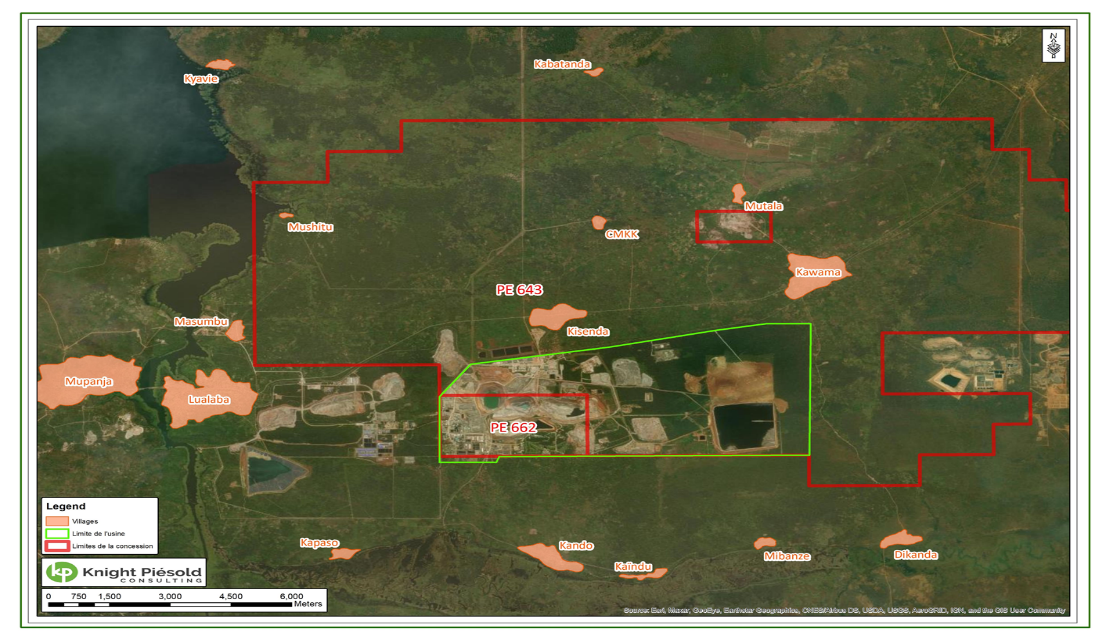 N
Kyavie
Kabatanda
Mutala
Mushitu
CMKK
Kawama
PE 643
Masumbu
Kisenda
Mupanja
Lualaba
PE 662
Legend
Villages
Limite de l'usine
Limites de la concession
Kapaso
Kando
Kaindu
Mibanze
Dikanda
kp Knight Piésold
CONSULTING
0 750 1,500 3,000 4,500 6,000
Meters
Source: Esri, Maxar, GeoEye, Earthstar Geographics, CNES/Airbus DS, USDA, USGS, AeroGRID, IGN, and the GIS User Community